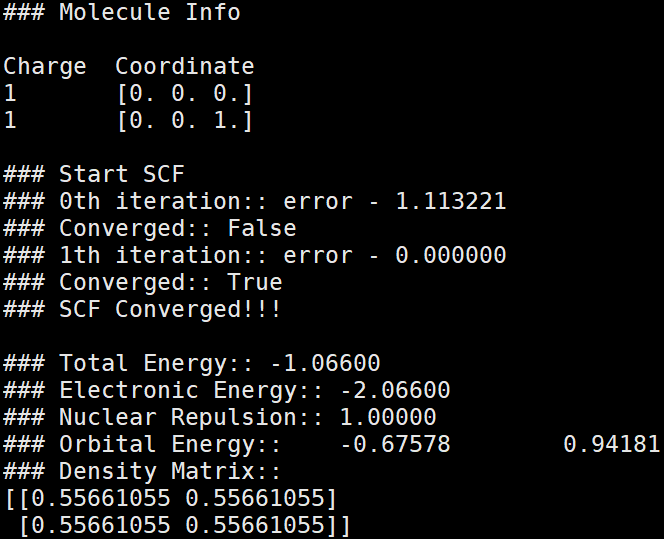 ### Molecule Info
Charge  Coordinate
1       [0. 0. 0.]
1       [0. 0. 1.]
### Start SCF
### 0th iteration:: error - 1.113221
### Converged:: False
### 1th iteration:: error - 0.000000
### Converged:: True
### SCF Converged!!!
### Total Energy:: -1.06600
### Electronic Energy:: -2.06600
### Nuclear Repulsion:: 1.00000
### Orbital Energy::    -0.67578        0.94181
### Density Matrix::
[[0.55661055 0.55661055]
 [0.55661055 0.55661055]]